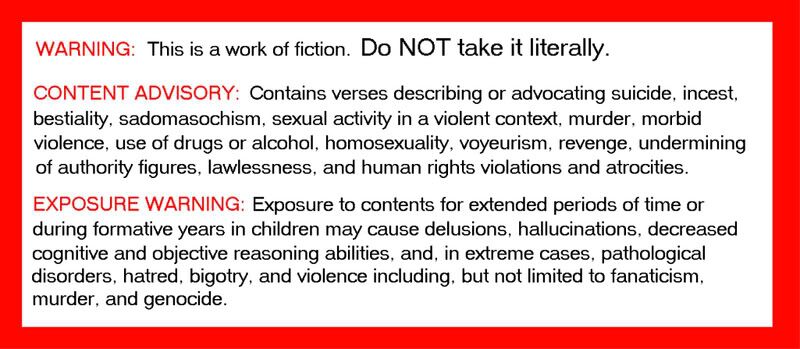 WARNING: This is a work of fiction. Do NOT take it literally.
CONTENT ADVISORY: Contains verses describing or advocating suicide, incest,
bestiality, sadomasochism, sexual activity in a violent context, murder, morbid
violence, use of drugs or alcohol, homosexuality, voyeurism, revenge, undermining
of authority figures, lawlessness, and human rights violations and atrocities.
EXPOSURE WARNING: Exposure to contents for extended periods of time or
during formative years in children may cause delusions, hallucinations, decreased
cognitive and objective reasoning abilities, and, in extreme cases, pathological
disorders, hatred, bigotry, and violence including, but not limited to fanaticism,
murder, and genocide.